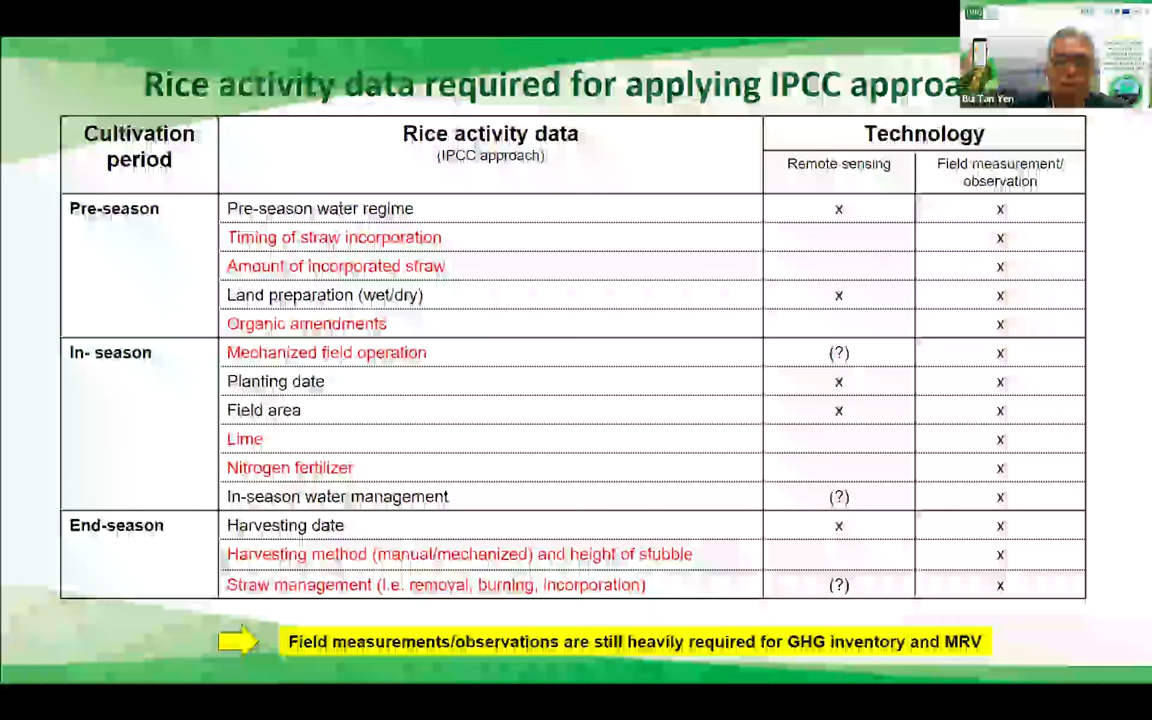 Rice activity data required for applying IPCC approa
Bui Tan Yen
Cultivation period
Rice activity data
(IPCC approach)
Technology
Remote sensing
Field measurement/
observation
Pre-season
Pre-season water regime x x
Timing of straw incorporation x
Amount of incorporated straw x
Land preparation (wet/dry) x x
Organic amendments x
In- season
Mechanized field operation (?) x
Planting date x x
Field area x x
Lime x
Nitrogen fertilizer x
In-season water management (?) x
End-season
Harvesting date x x
Harvesting method (manual/mechanized) and height of stubble x
Straw management (I.e. removal, burning, incorporation) (?) x
Field measurements/observations are still heavily required for GHG inventory and MRV